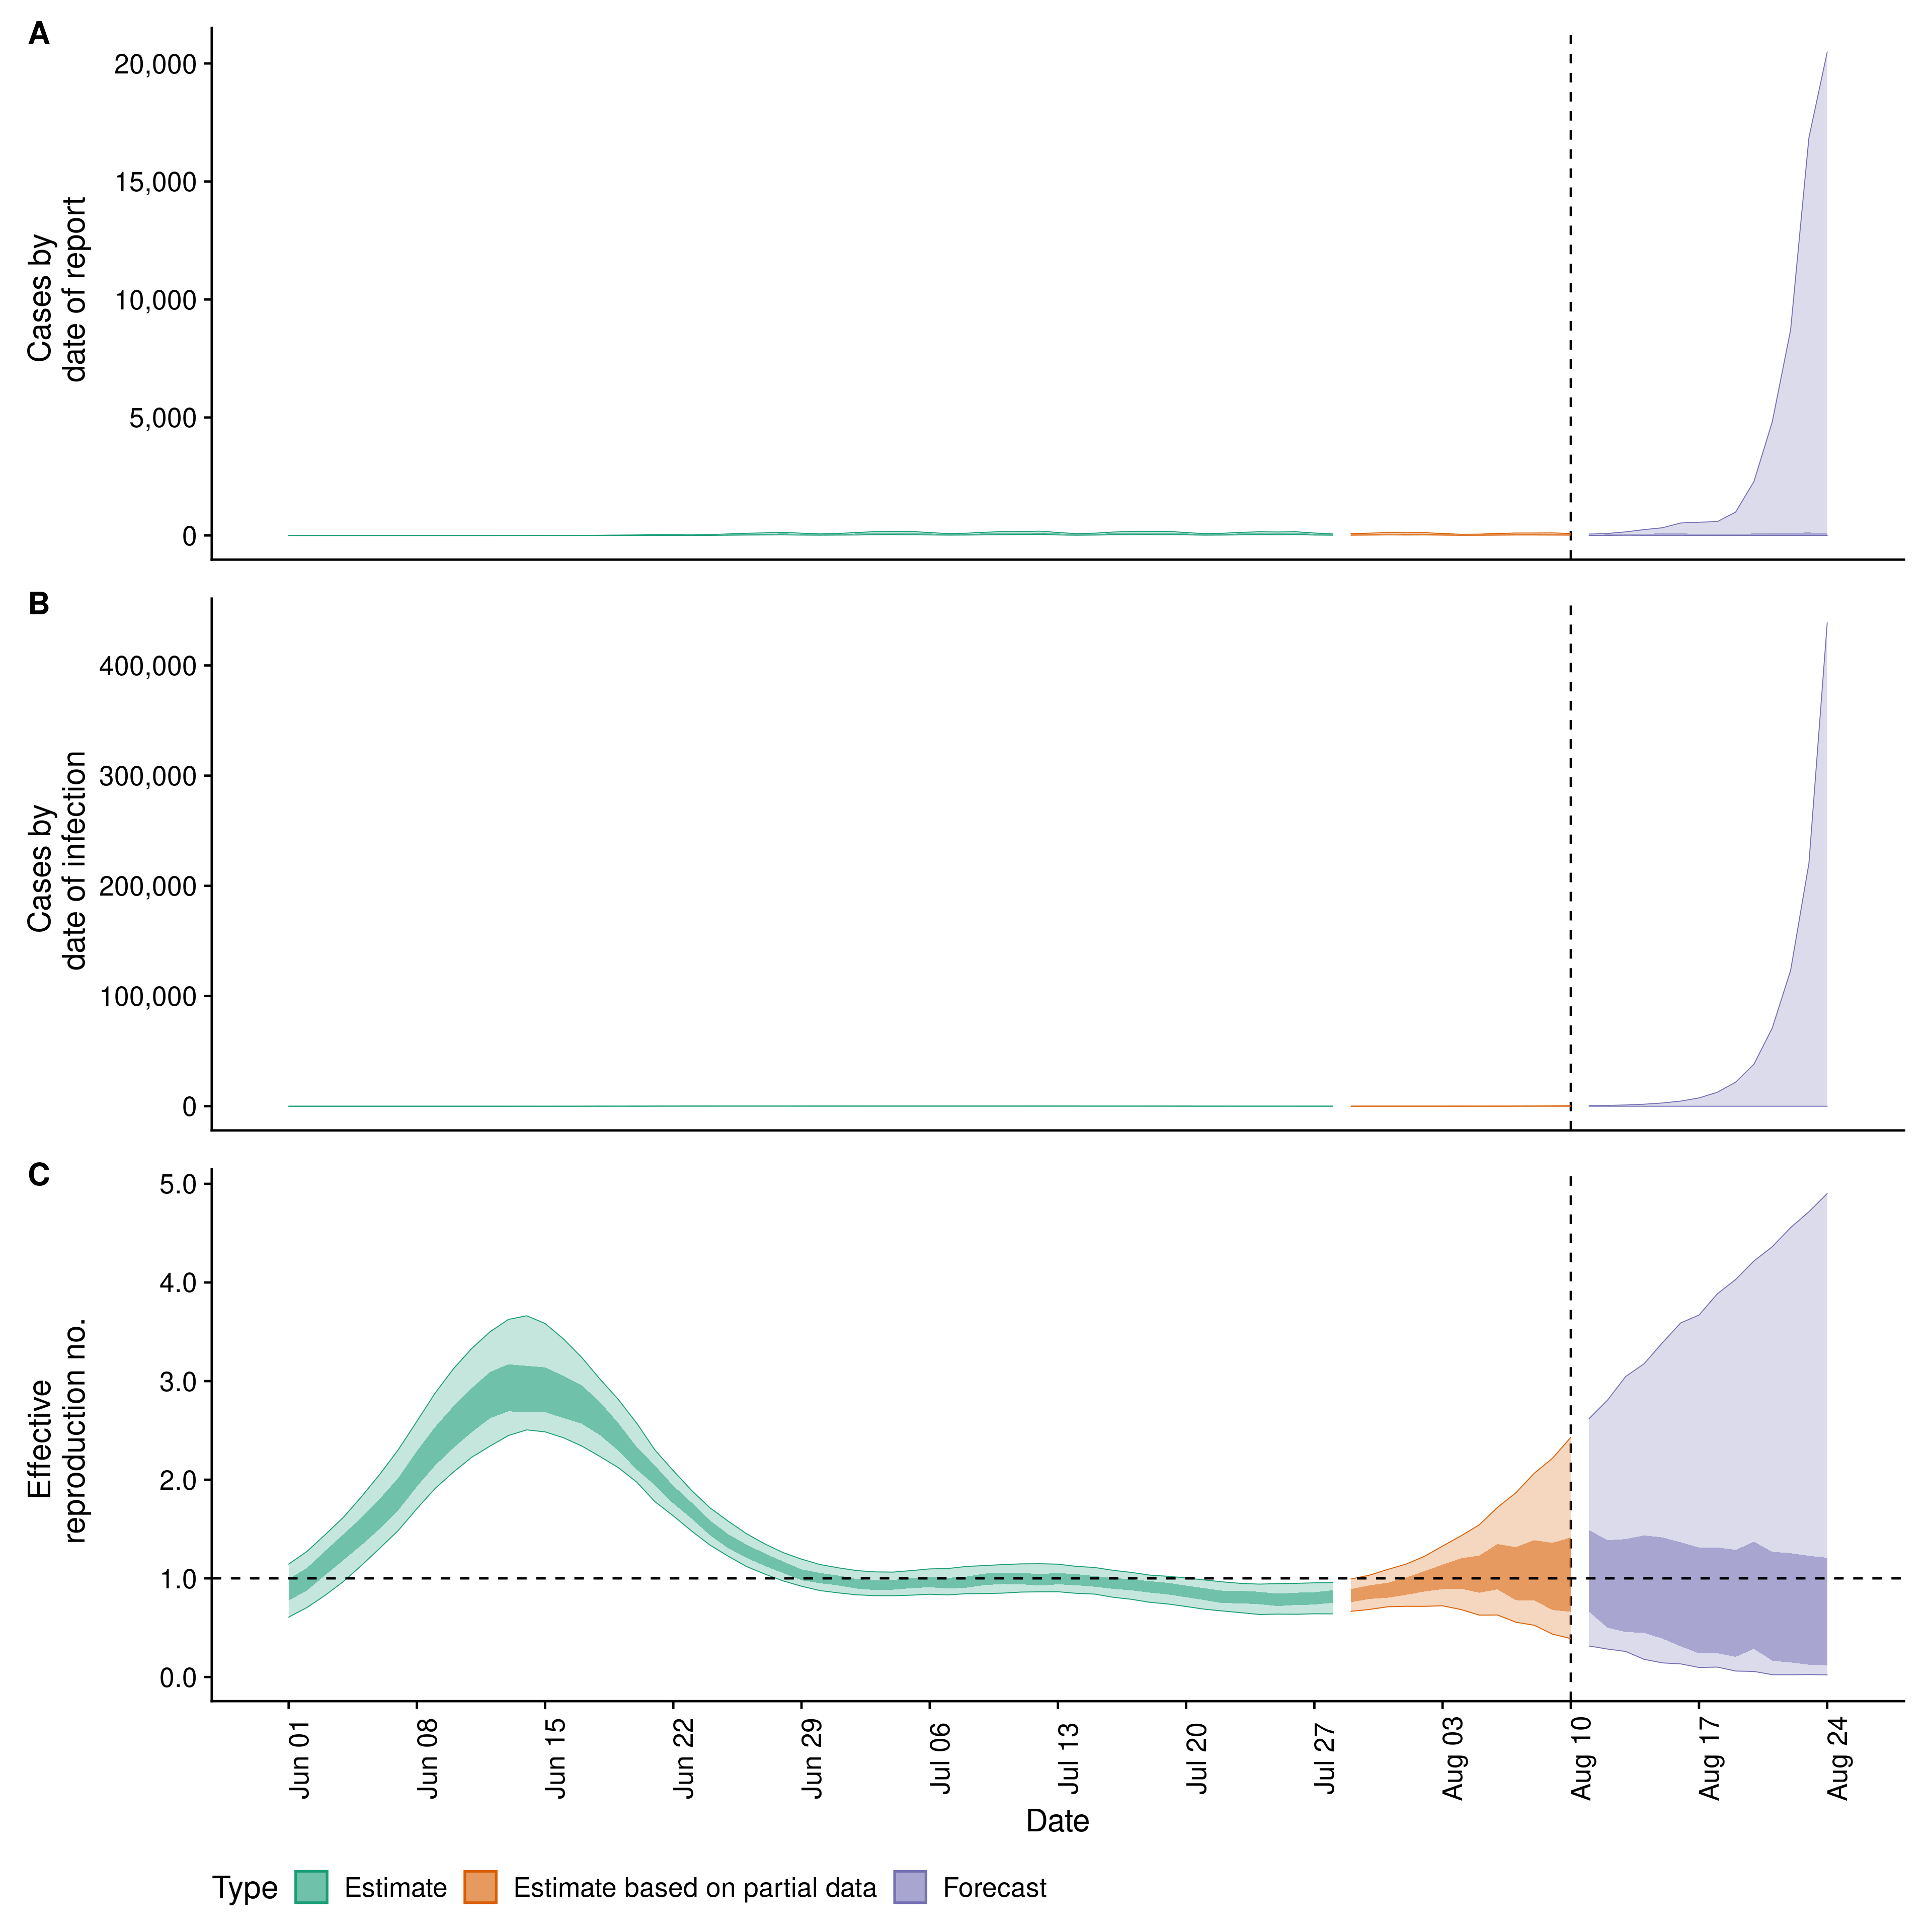 A
20,000
15,000
10,000
5,000
0
Cases by
date of report
B
400,000
300,000
200,000
100,000
0
Cases by
date of infection
C
5.0
4.0
3.0
2.0
1.0
0.0
Effective
reproduction no.
Jun 01
Jun 08
Jun 15
Jun 22
Jun 29
Jul 06
Jul 13
Jul 20
Jul 27
Aug 03
Aug 10
Aug 17
Aug 24
Date
Type Estimate Estimate based on partial data Forecast